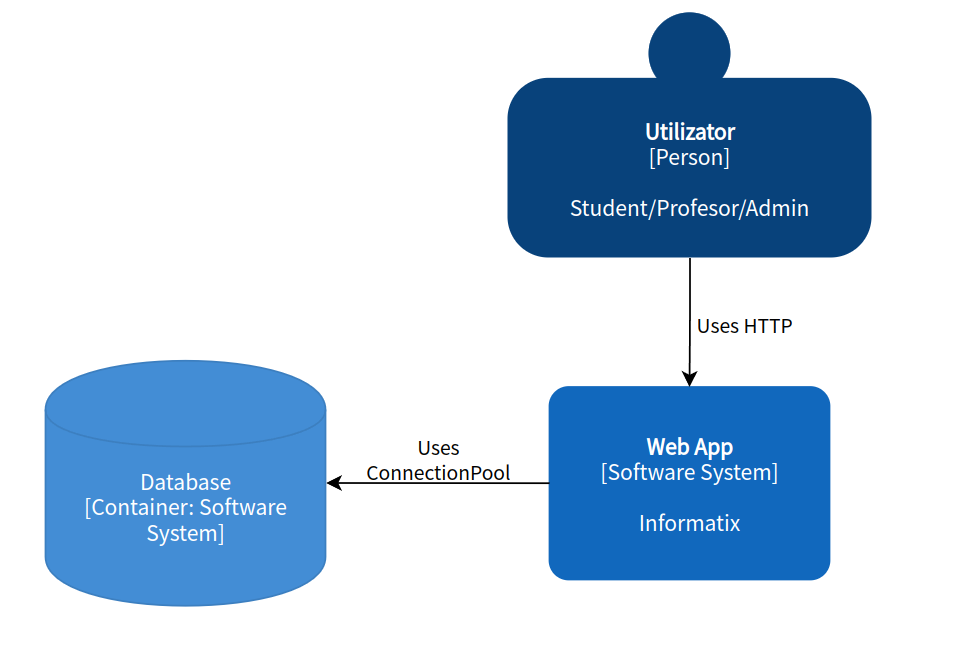 Utilizator
[Person]
Student/Profesor/Admin
Uses HTTP
Web App
[Software System]
Informatix
Uses
ConnectionPool
Database
[Container: Software
System]